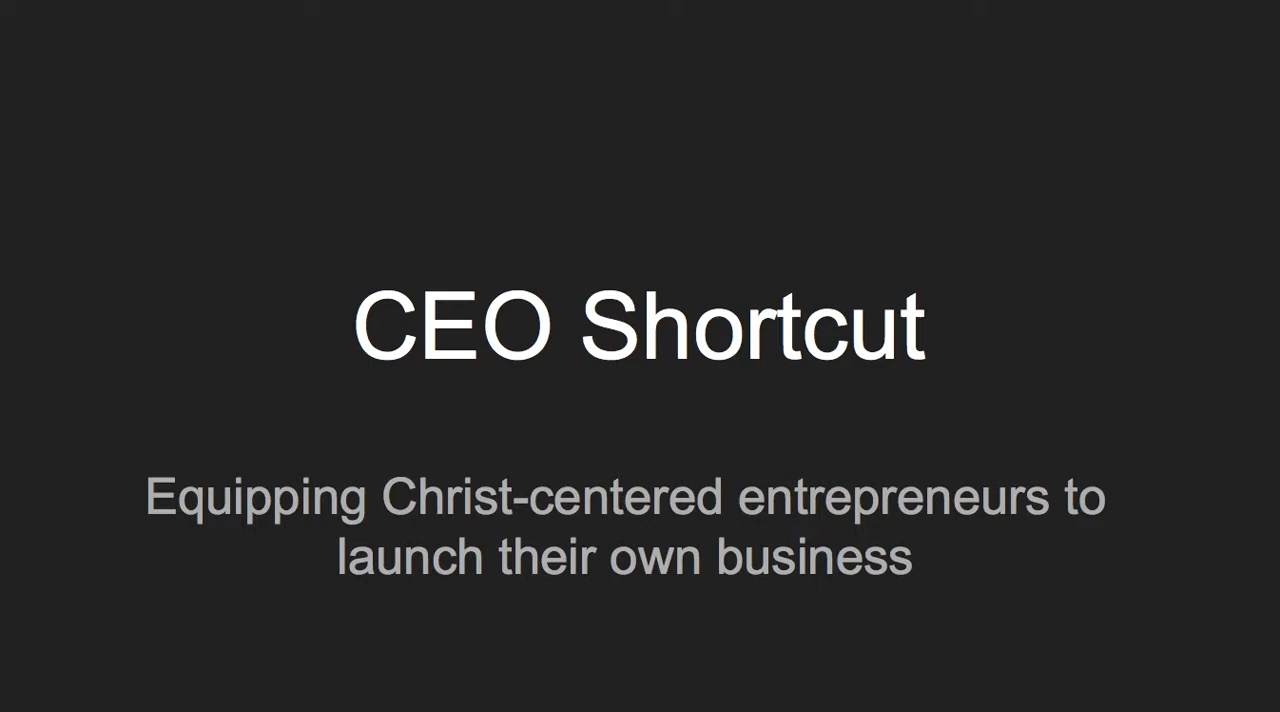 CEO Shortcut
Equipping Christ-centered entrepreneurs to
launch their own business